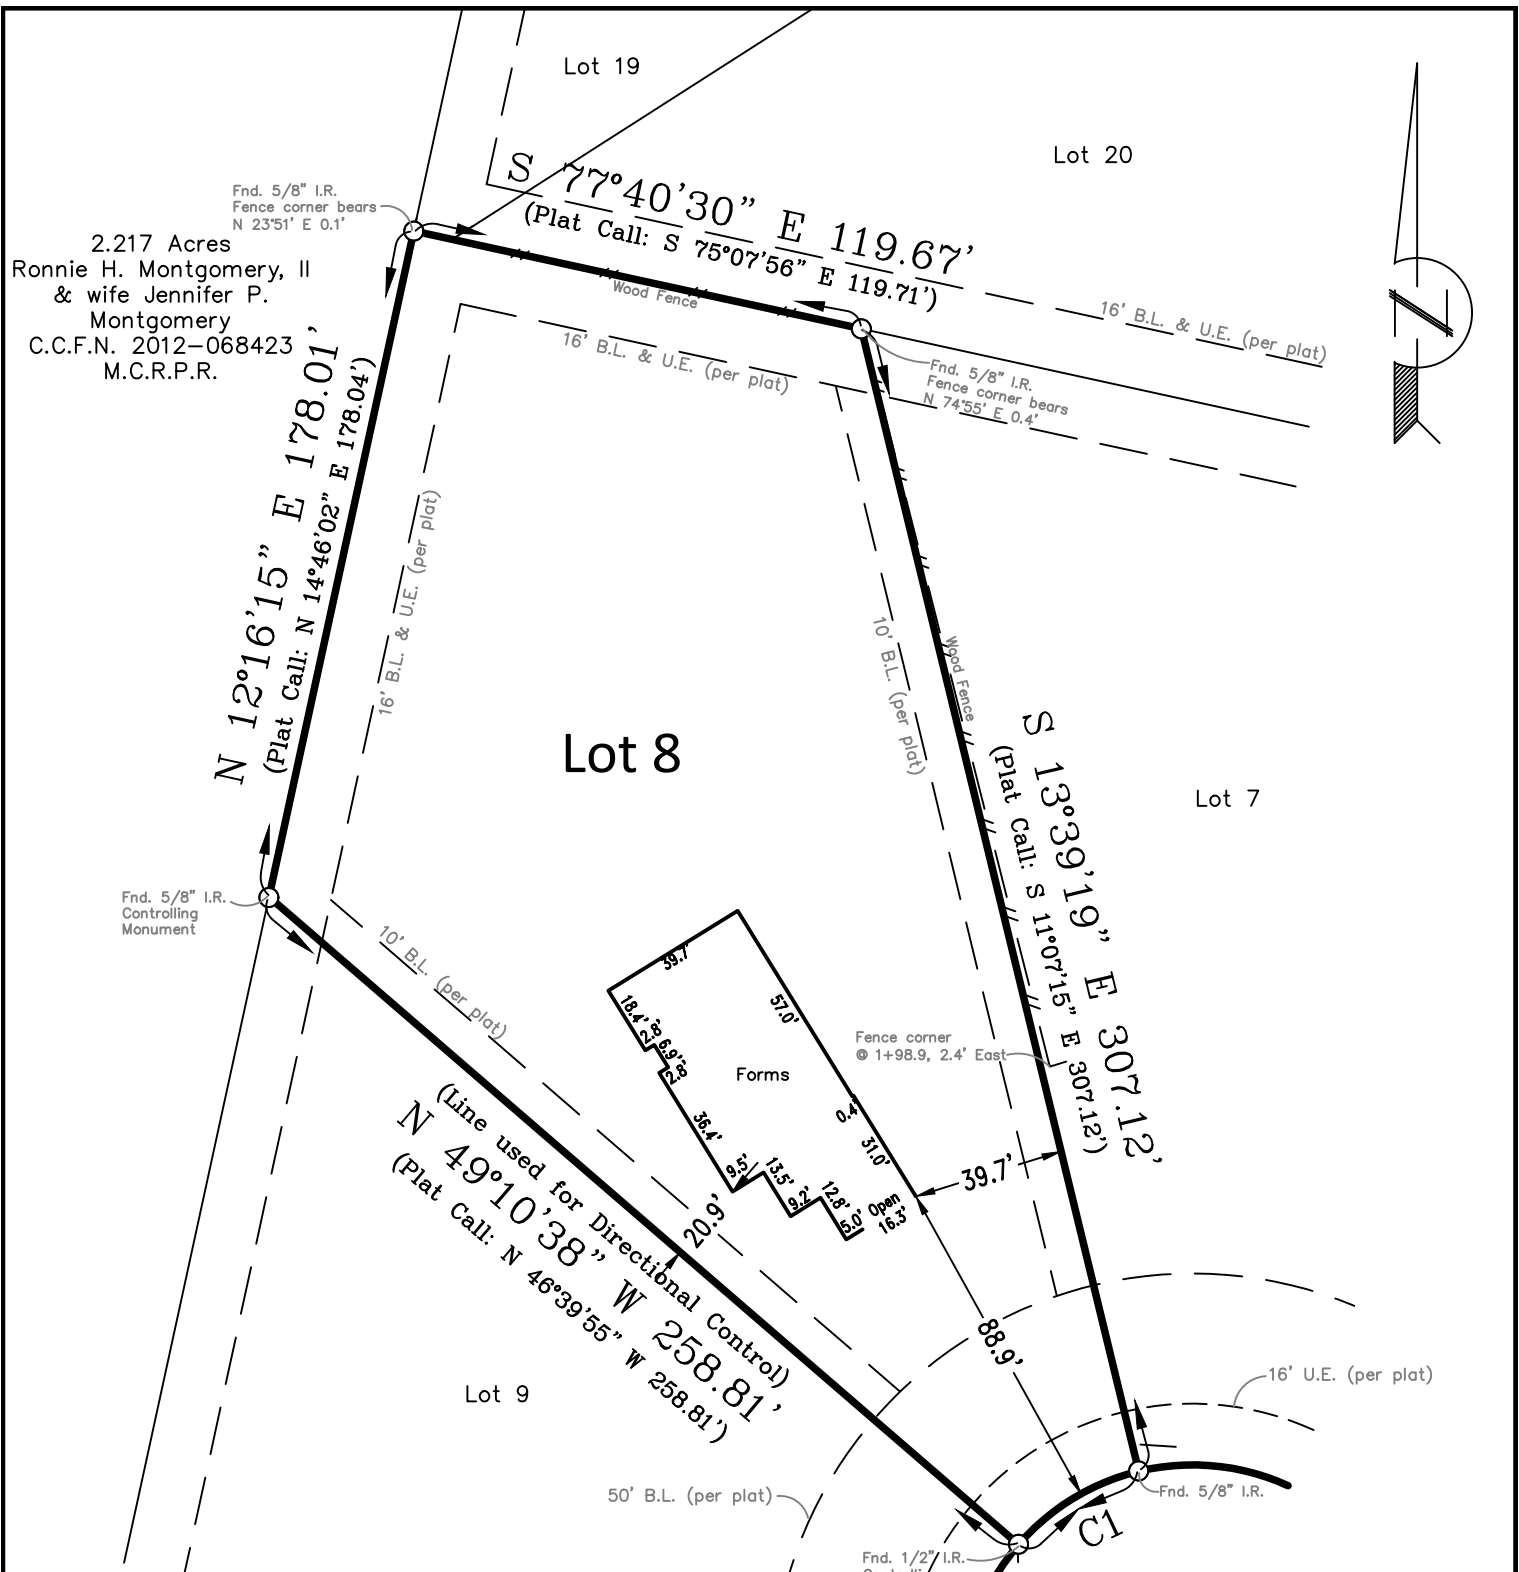 Lot 19
Lot 20
S 77°40'30" E 119.67'
(Plat Call: S 75°07'56" E 119.71')
Fnd. 5/8" I.R.
Fence corner bears
N 23°51' E 0.1'
2.217 Acres
Ronnie H. Montgomery, II
& wife Jennifer P.
Montgomery
C.C.F.N. 2012-068423
M.C.R.P.R.
Wood Fence
16' B.L. & U.E. (per plat)
16' B.L. & U.E. (per plat)
Fnd. 5/8" I.R.
Fence corner bears
N 74°55' E 0.4'
N
N 12°16'15" E 178.01'
(Plat Call: N 14°46'02" E 178.04')
16' B.L. & U.E. (per plat)
10' B.L. (per plat)
Wood Fence
Lot 8
Lot 7
S 13°39'19" E 307.12'
(Plat Call: S 11°07'15" E 307.12')
Fnd. 5/8" I.R.
Controlling
Monument
10' B.L. (per plat)
39.7'
57.0'
18.4'
2.8'
6.9'
2.8'
Forms
Fence corner
@ 1+98.9, 2.4' East
0.4'
36.4'
31.0'
9.5'
13.5'
9.2'
12.8'
5.0'
Open
16.3'
39.7'
20.9'
(Line used for Directional Control)
N 49°10'38" W 258.81'
(Plat Call: N 46°39'55" W 258.81')
88.9'
Lot 9
16' U.E. (per plat)
50' B.L. (per plat)
Fnd. 5/8" I.R.
C1
Fnd. 1/2" I.R.